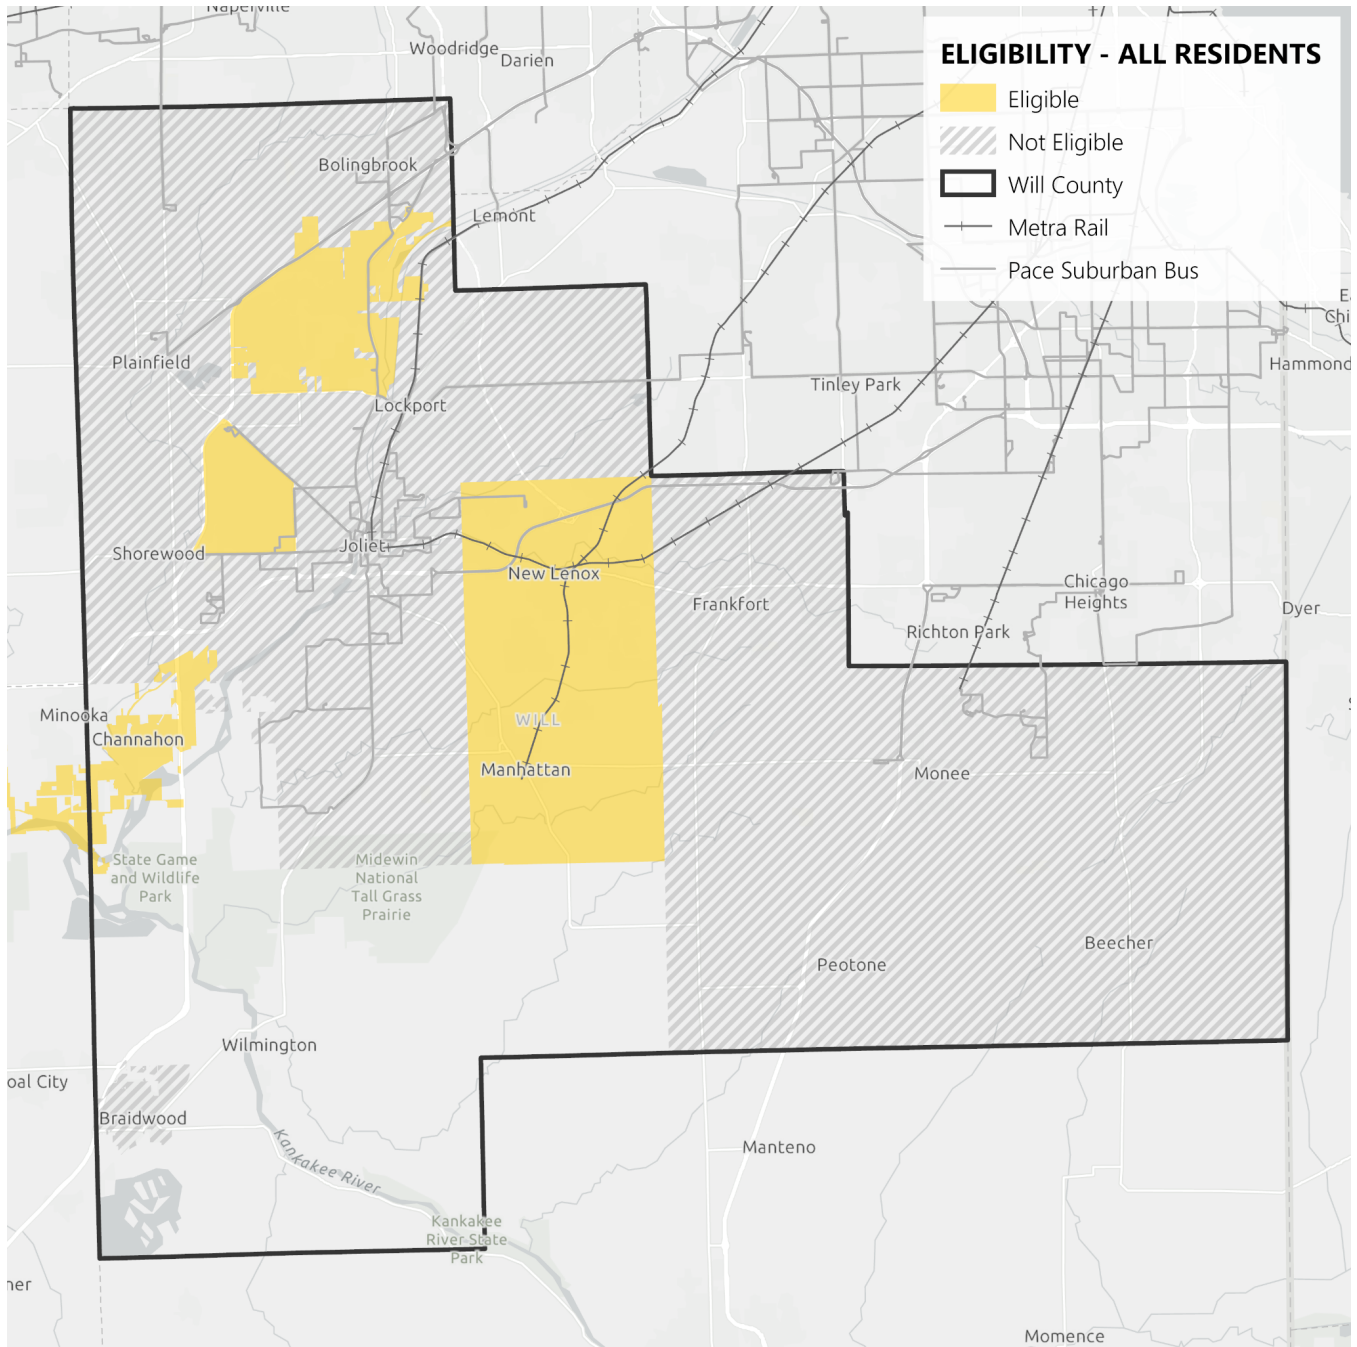 Naperville
Woodridge
Darien
ELIGIBILITY - ALL RESIDENTS
Eligible
Not Eligible
Will County
Metra Rail
Pace Suburban Bus
Bolingbrook
Lemont
Plainfield
Lockport
Tinley Park
Hammond
Shorewood
Joliet
New Lenox
Frankfort
Chicago
Heights
Dyer
Richton Park
Minooka
Channahon
WILL
Manhattan
Monee
State Game
and Wildlife
Park
Midewin
National
Tall Grass
Prairie
Beecher
Peotone
Wilmington
oal City
Braidwood
Kankakee River
Manteno
Kankakee
River State
Park
Momence